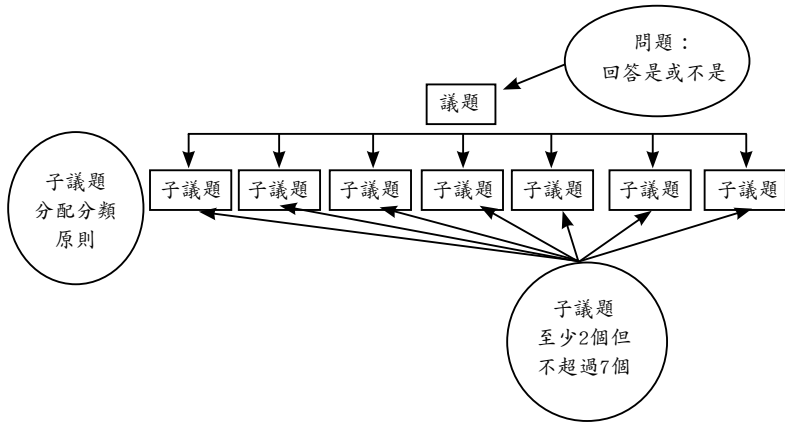 問題：
回答是或不是
議題
子議題
分配分類
原則
子議題
子議題
子議題
子議題
子議題
子議題
子議題
子議題
至少2個但
不超過7個